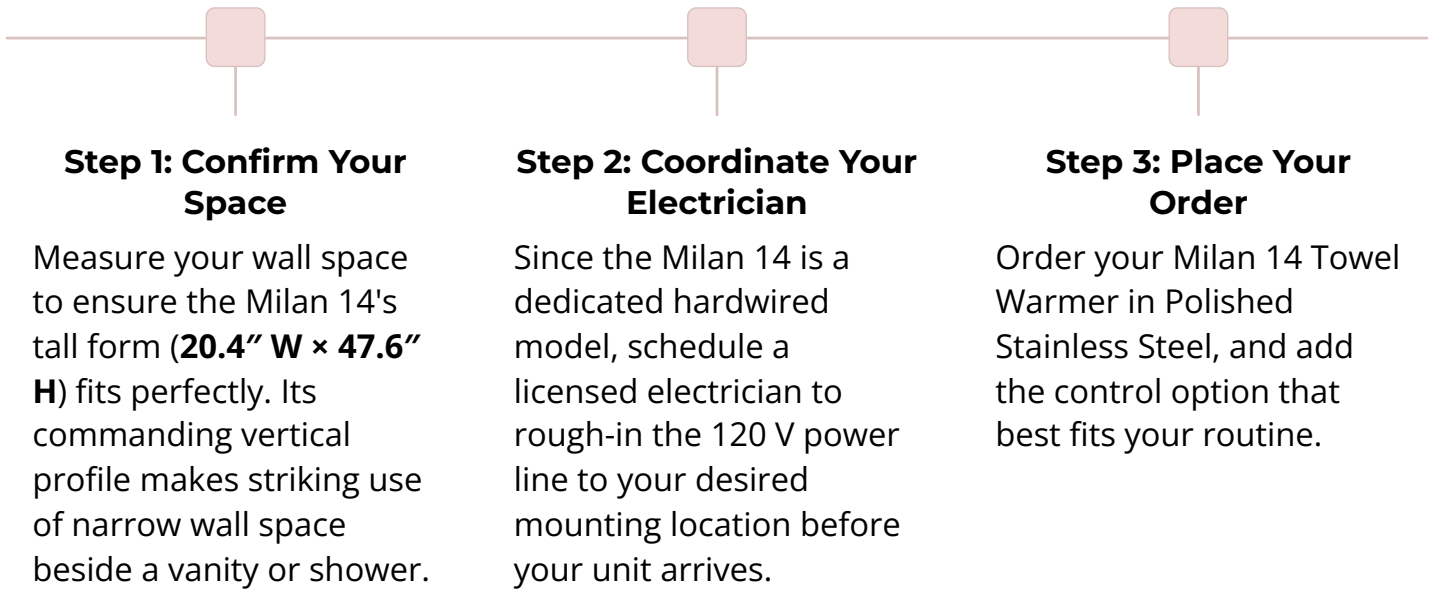 Step 1: Confirm Your
Space
Measure your wall space
to ensure the Milan 14's
tall form (20.4″ W × 47.6″
H) fits perfectly. Its
commanding vertical
profile makes striking use
of narrow wall space
beside a vanity or shower.
Step 2: Coordinate Your
Electrician
Since the Milan 14 is a
dedicated hardwired
model, schedule a
licensed electrician to
rough-in the 120 V power
line to your desired
mounting location before
your unit arrives.
Step 3: Place Your
Order
Order your Milan 14 Towel
Warmer in Polished
Stainless Steel, and add
the control option that
best fits your routine.